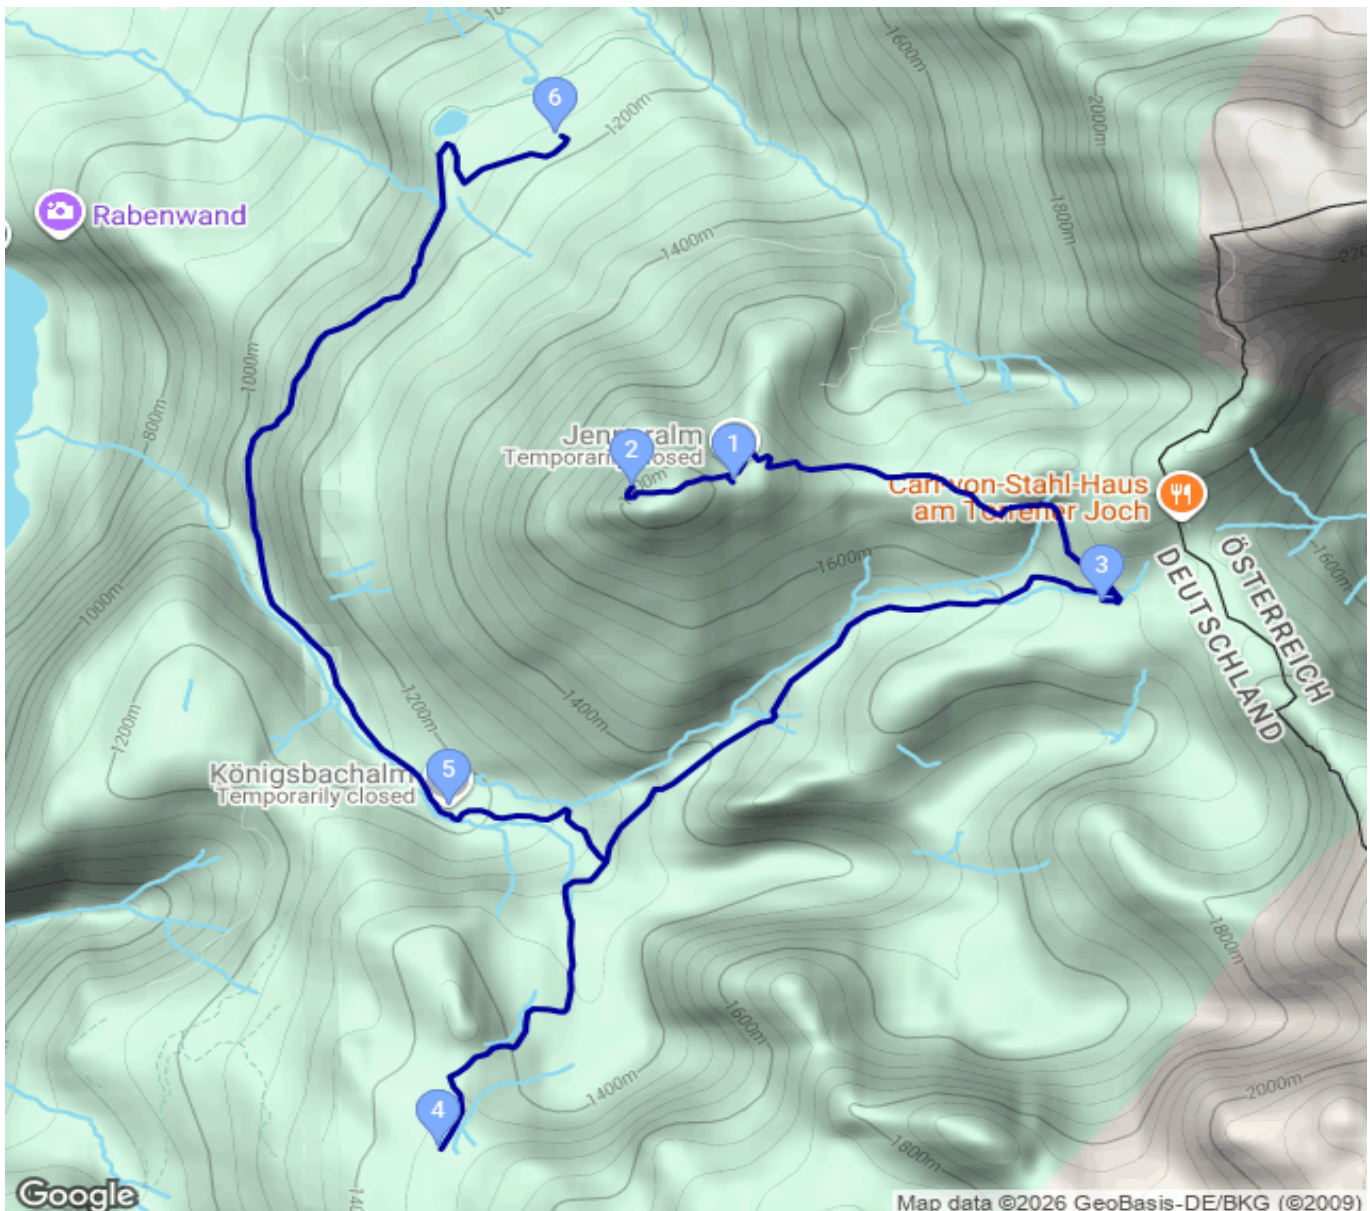 1600m
2000m
6
1200m
Rabenwand
1800m
1400m
1000m
800m
1
2
Temporari
osed
Carl-von-Stahl-Haus
am Torrener Joch
3
1600m
1600m
ÖSTERREICH
DEUTSCHLAND
1000m
1200m
1200m
1400m
5
Königsbachalm
Temporarily closed
1800m
1600m
1400m
2000m
4
1800m
Google
Map data ©2026 GeoBasis-DE/BKG (©2009)